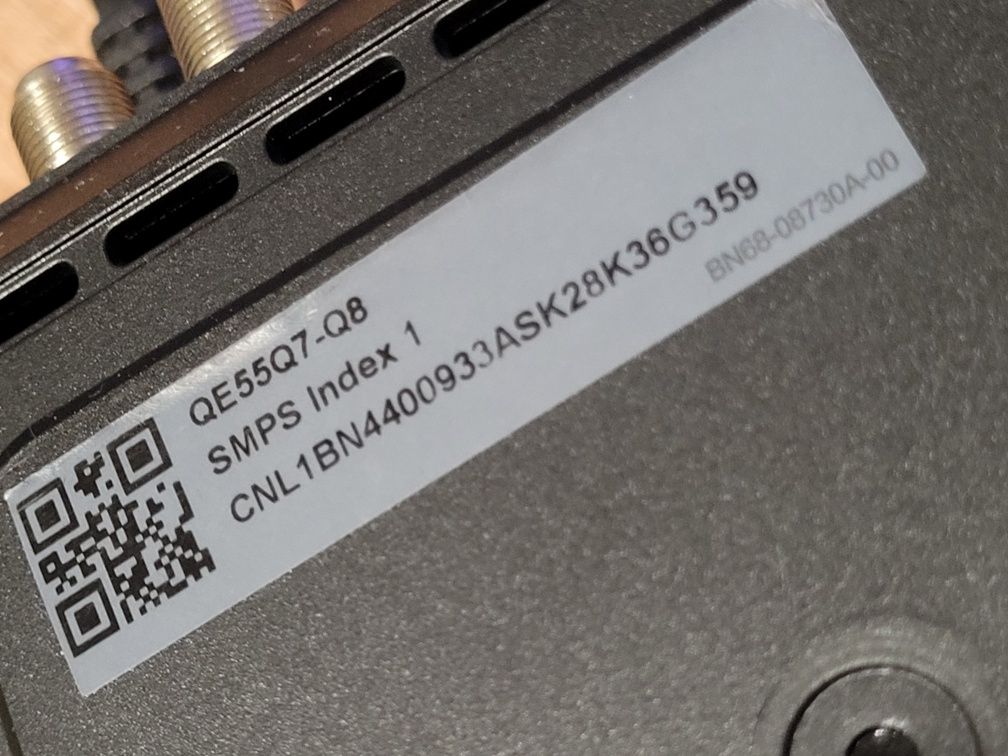 QE55Q7-Q8
SMPS Index 1
CNL1BN4400933ASK28K36G359
BN68-08730A-00